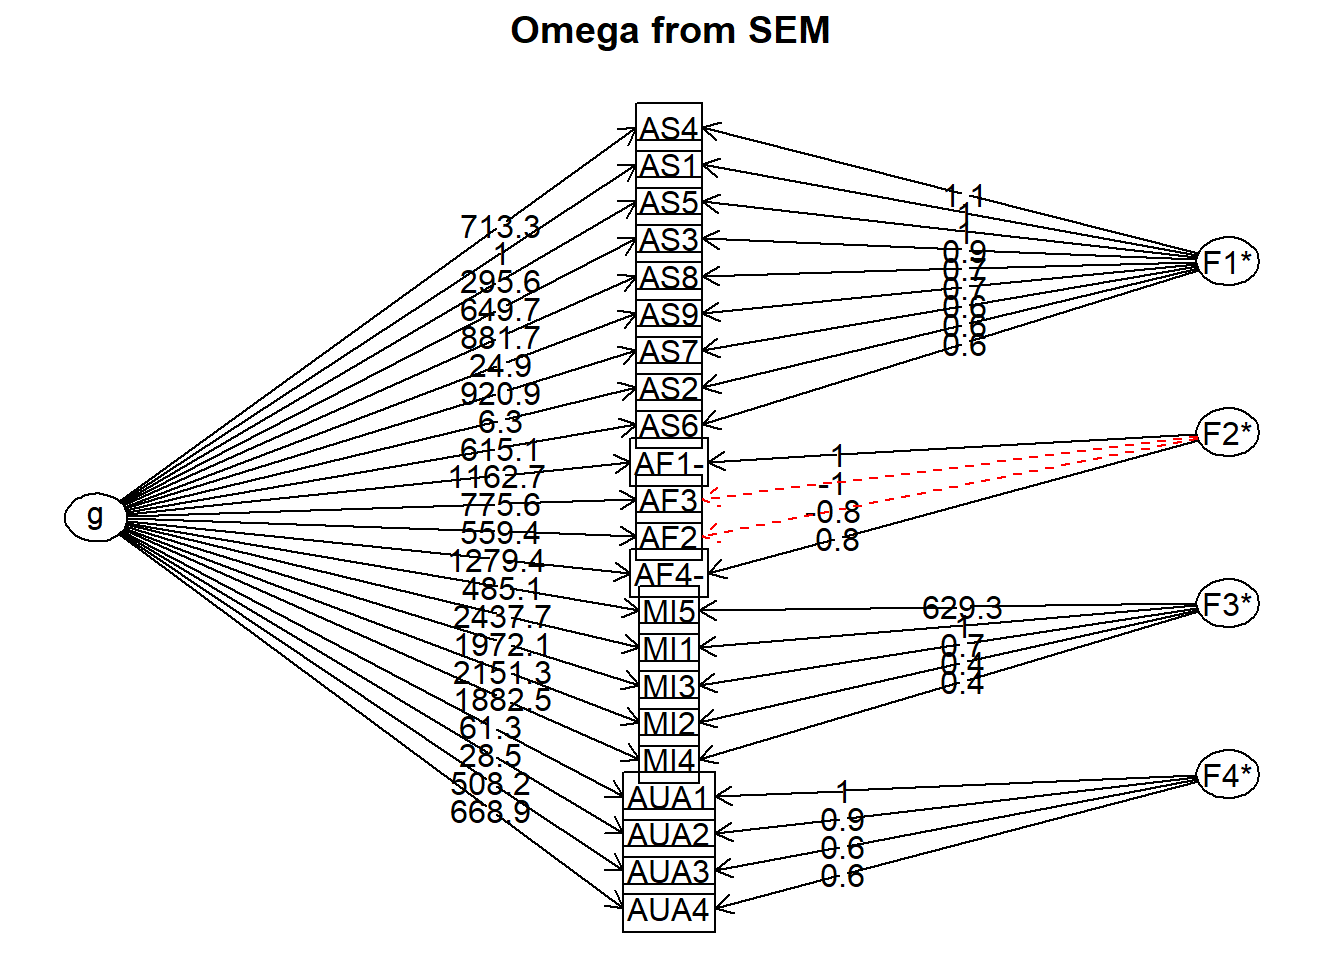 Omega from SEM
g
713.3
1
295.6
649.7
881.7
24.9
920.9
6.3
615.1
1162.7
775.6
559.4
1279.4
485.1
2437.7
1972.1
2151.3
1882.5
61.3
28.5
508.2
668.9
AS4
AS1
AS5
AS3
AS8
AS9
AS7
AS2
AS6
AF1-
AF3
AF2
AF4-
MI5
MI1
MI3
MI2
MI4
AUA1
AUA2
AUA3
AUA4
1.1
1
1
0.9
0.7
0.7
0.6
0.6
0.6
1
-1
-0.8
0.8
629.3
1
0.7
0.4
0.4
1
0.9
0.6
0.6
F1*
F2*
F3*
F4*